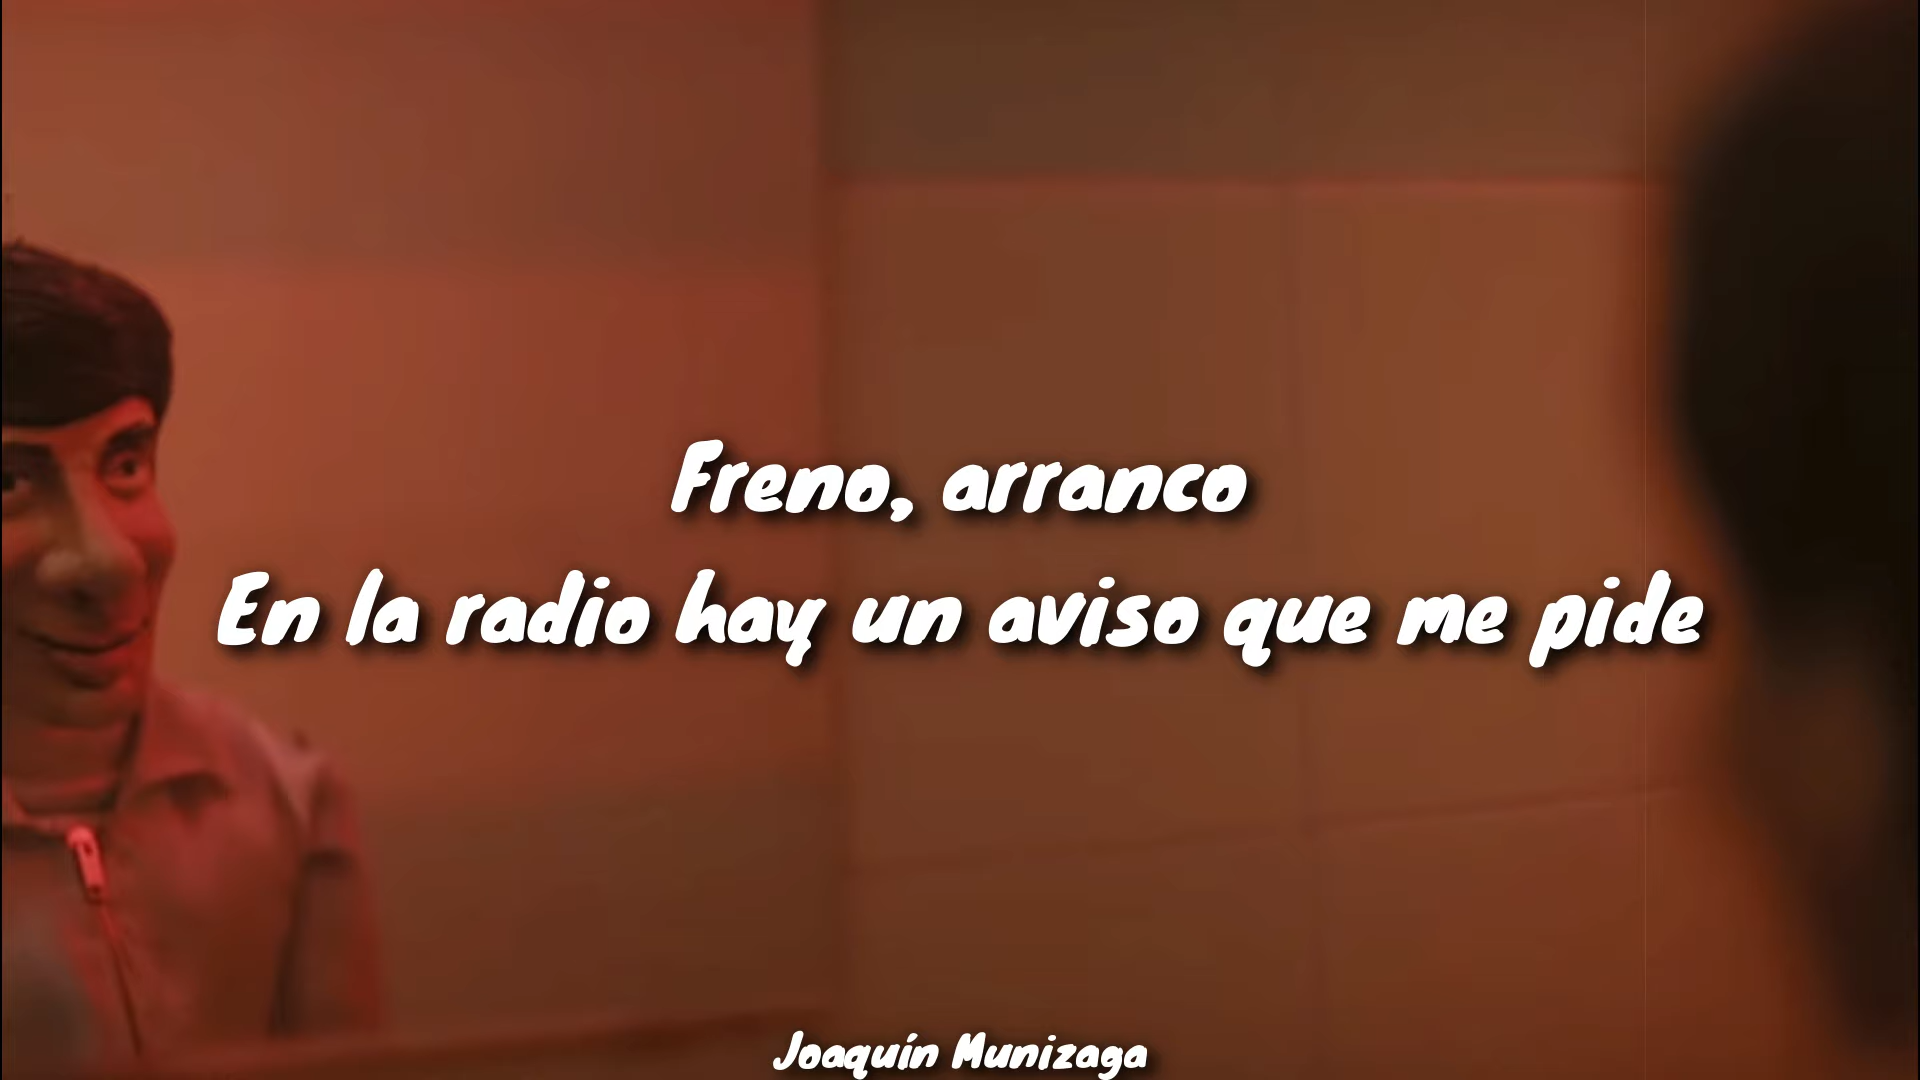 Freno, arranco
En la radio hay un aviso que me pide
Joaquín Munizaga